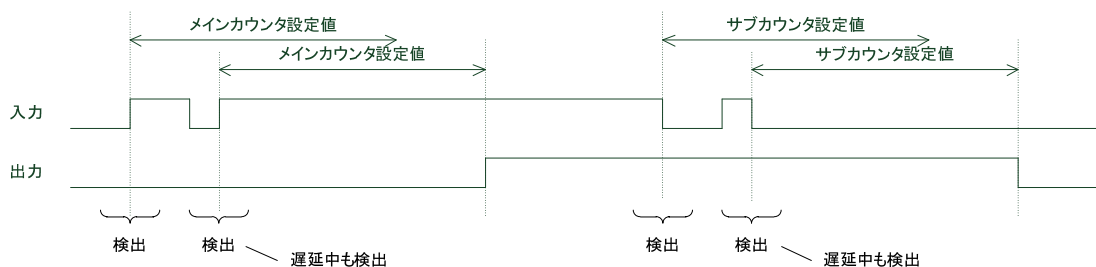 メインカウンタ設定値
サブカウンタ設定値
メインカウンタ設定値
サブカウンタ設定値
入力
出力
検出
検出
検出
検出
遅延中も検出
遅延中も検出